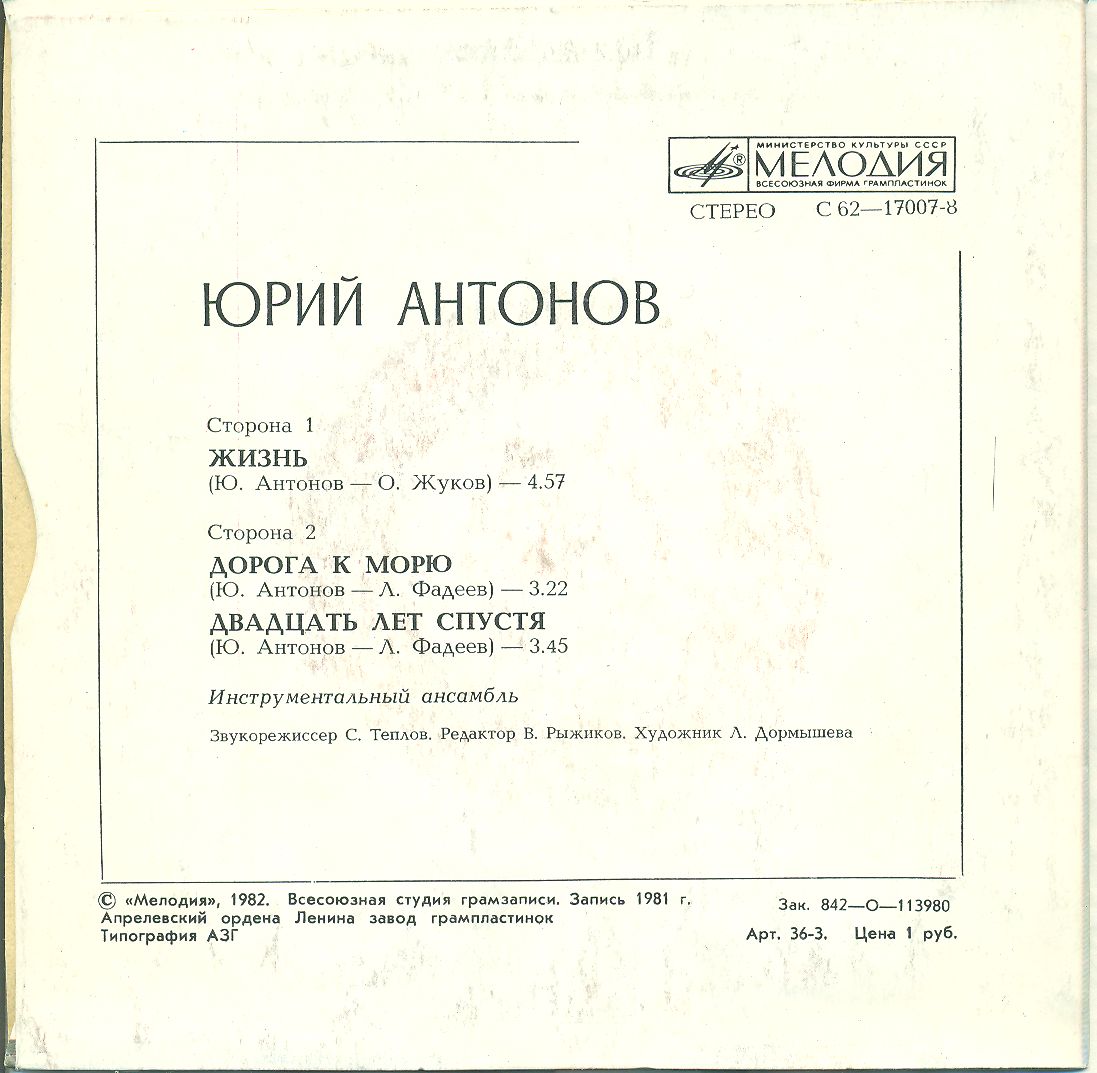 МИНИСТЕРСТВО КУЛЬТУРЫ СССР
® МЕЛОДИЯ
ВСЕСОЮЗНАЯ ФИРМА ГРАМПЛАСТИНОК
СТЕРЕО С 62—17007-8
ЮРИЙ АНТОНОВ
Сторона 1
ЖИЗНЬ
(Ю. Антонов — О. Жуков) — 4.57
Сторона 2
ДОРОГА К МОРЮ
(Ю. Антонов — Л. Фадеев) — 3.22
ДВАДЦАТЬ ЛЕТ СПУСТЯ
(Ю. Антонов — Л. Фадеев) — 3.45
Инструментальный ансамбль
Звукорежиссер С. Теплов. Редактор В. Рыжиков. Художник Л. Дормышева
© «Мелодия», 1982. Всесоюзная студия грамзаписи. Запись 1981 г.
Апрелевский ордена Ленина завод грампластинок
Типография АЗГ
Зак. 842—О—113980
Арт. 36-3. Цена 1 руб.